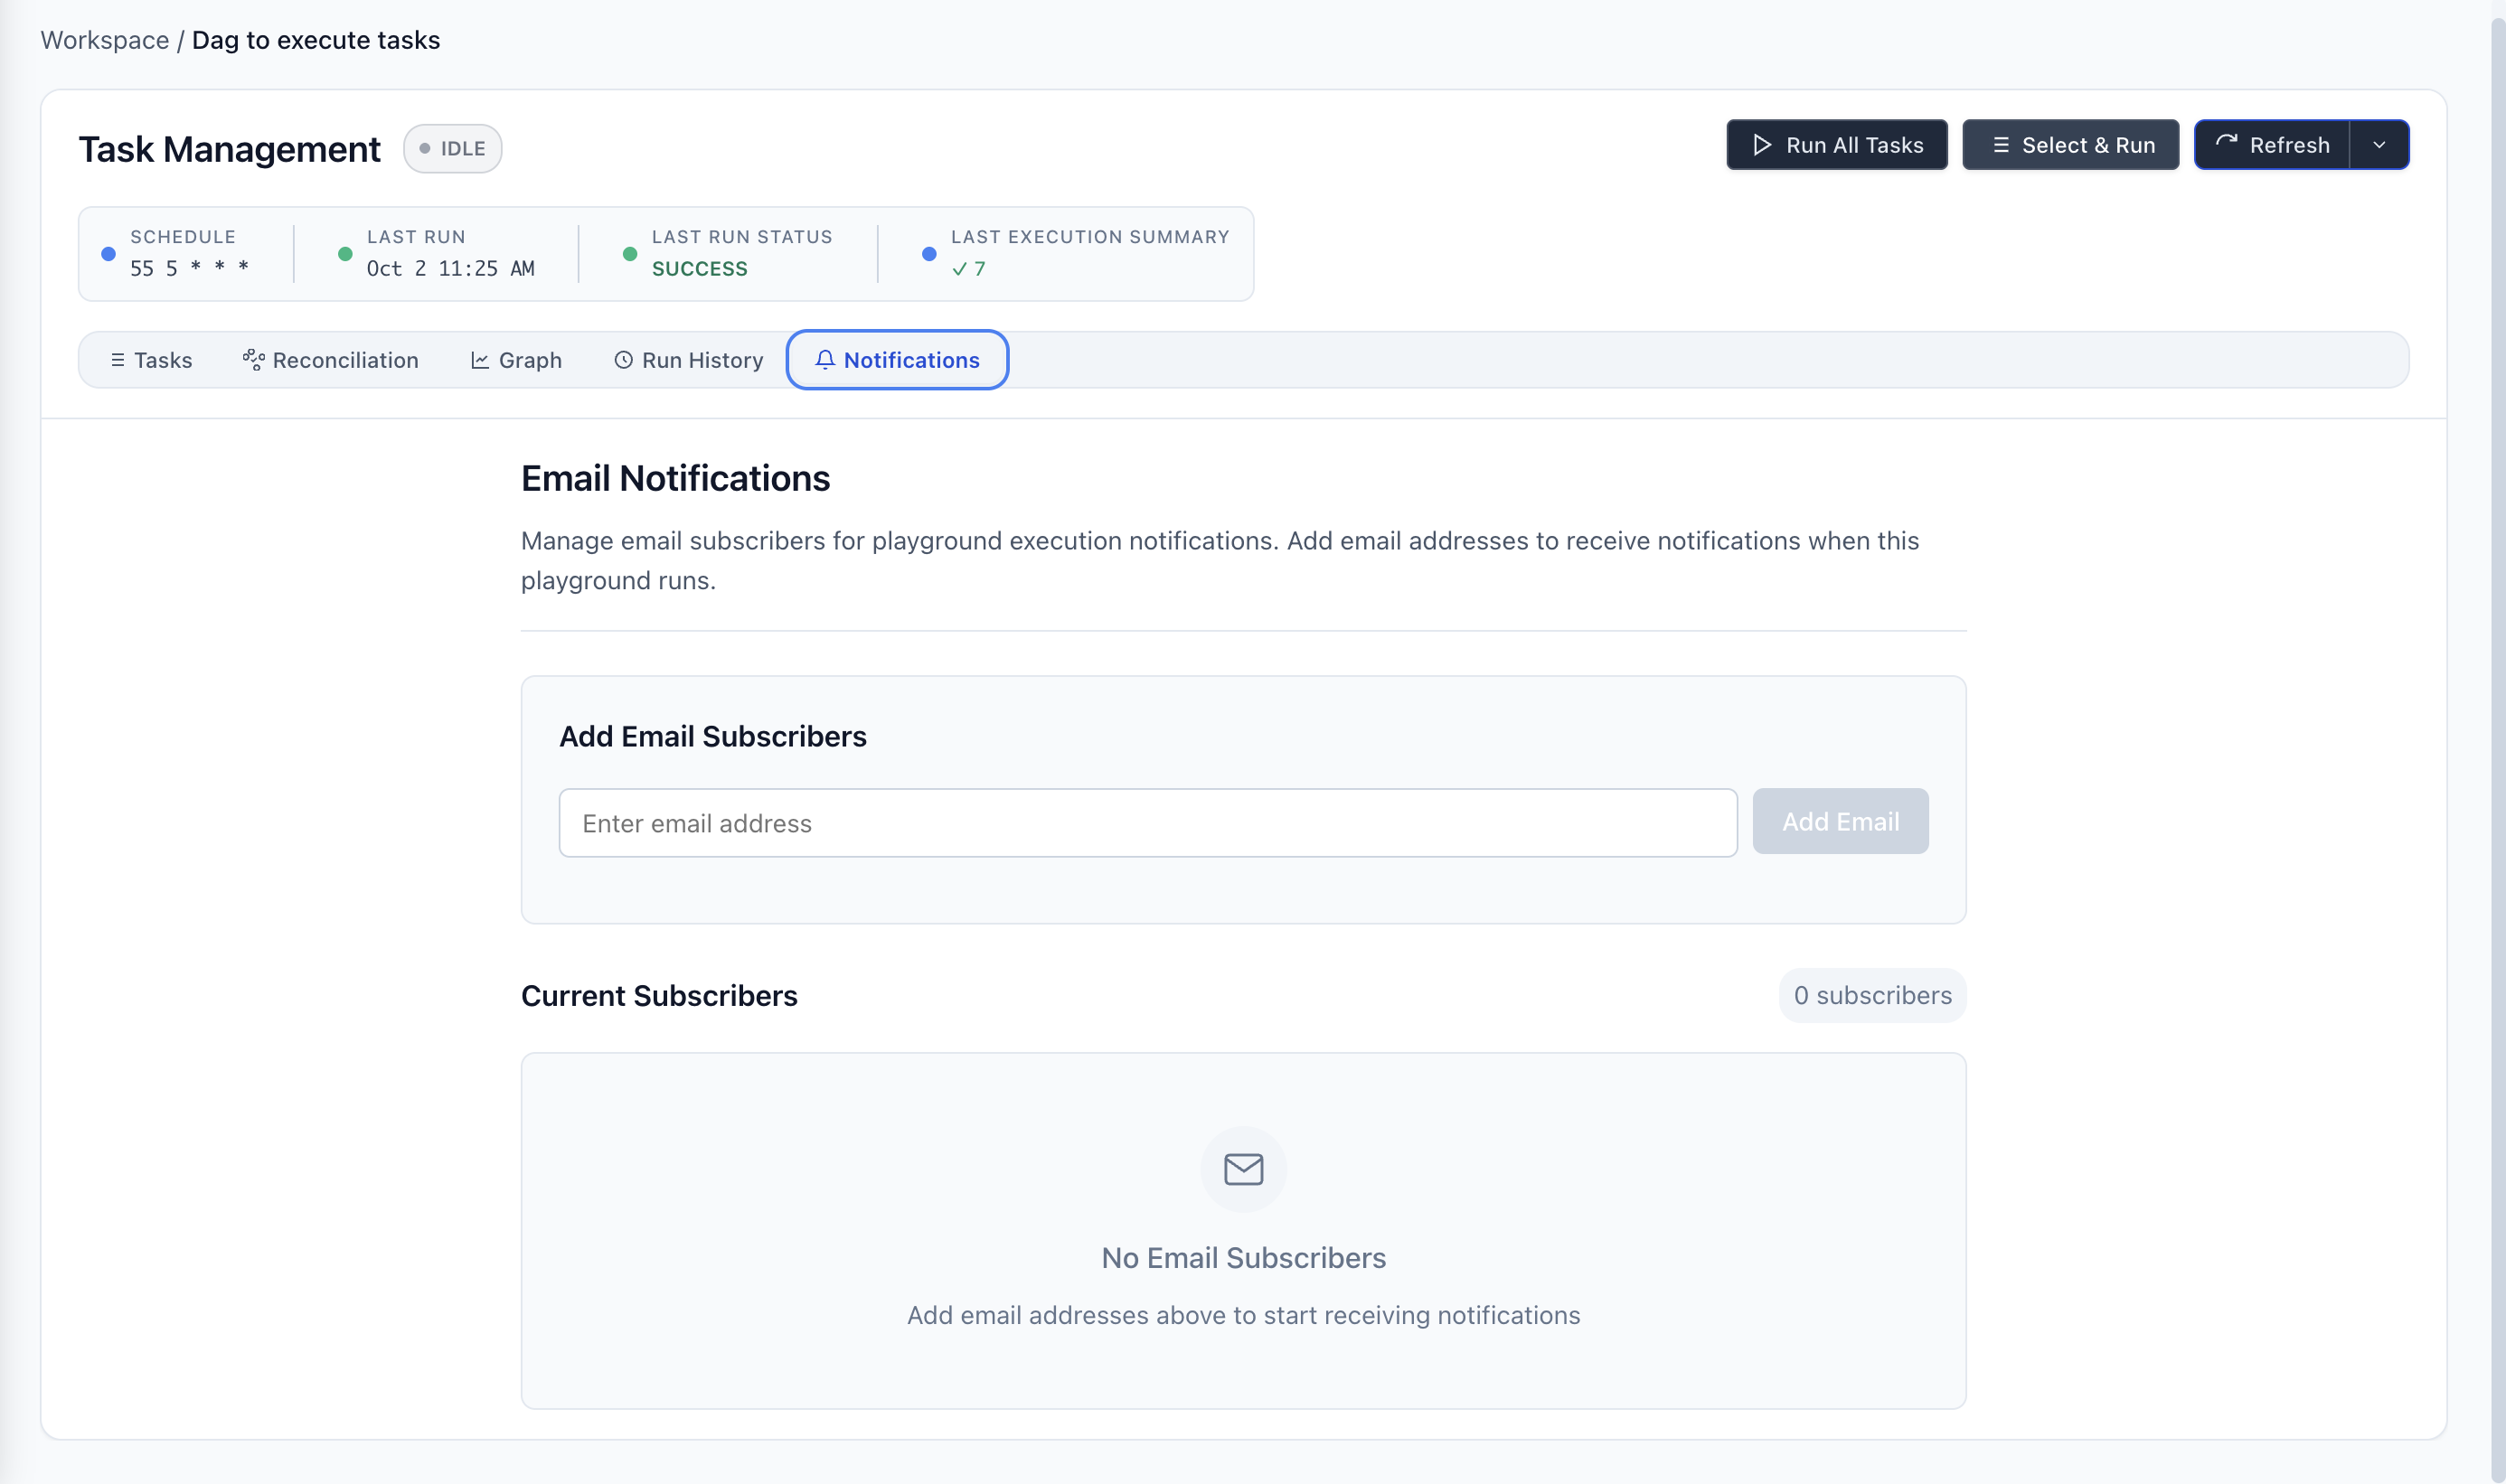 Workspace / Dag to execute tasks
Task Management
IDLE
Run All Tasks
Select & Run
Refresh
SCHEDULE
55 5 * * *
LAST RUN
Oct 2 11:25 AM
LAST RUN STATUS
SUCCESS
LAST EXECUTION SUMMARY
✓ 7
Tasks
Reconciliation
Graph
Run History
Notifications
Email Notifications
Manage email subscribers for playground execution notifications. Add email addresses to receive notifications when this
playground runs.
Add Email Subscribers
Enter email address
Add Email
Current Subscribers
0 subscribers
No Email Subscribers
Add email addresses above to start receiving notifications